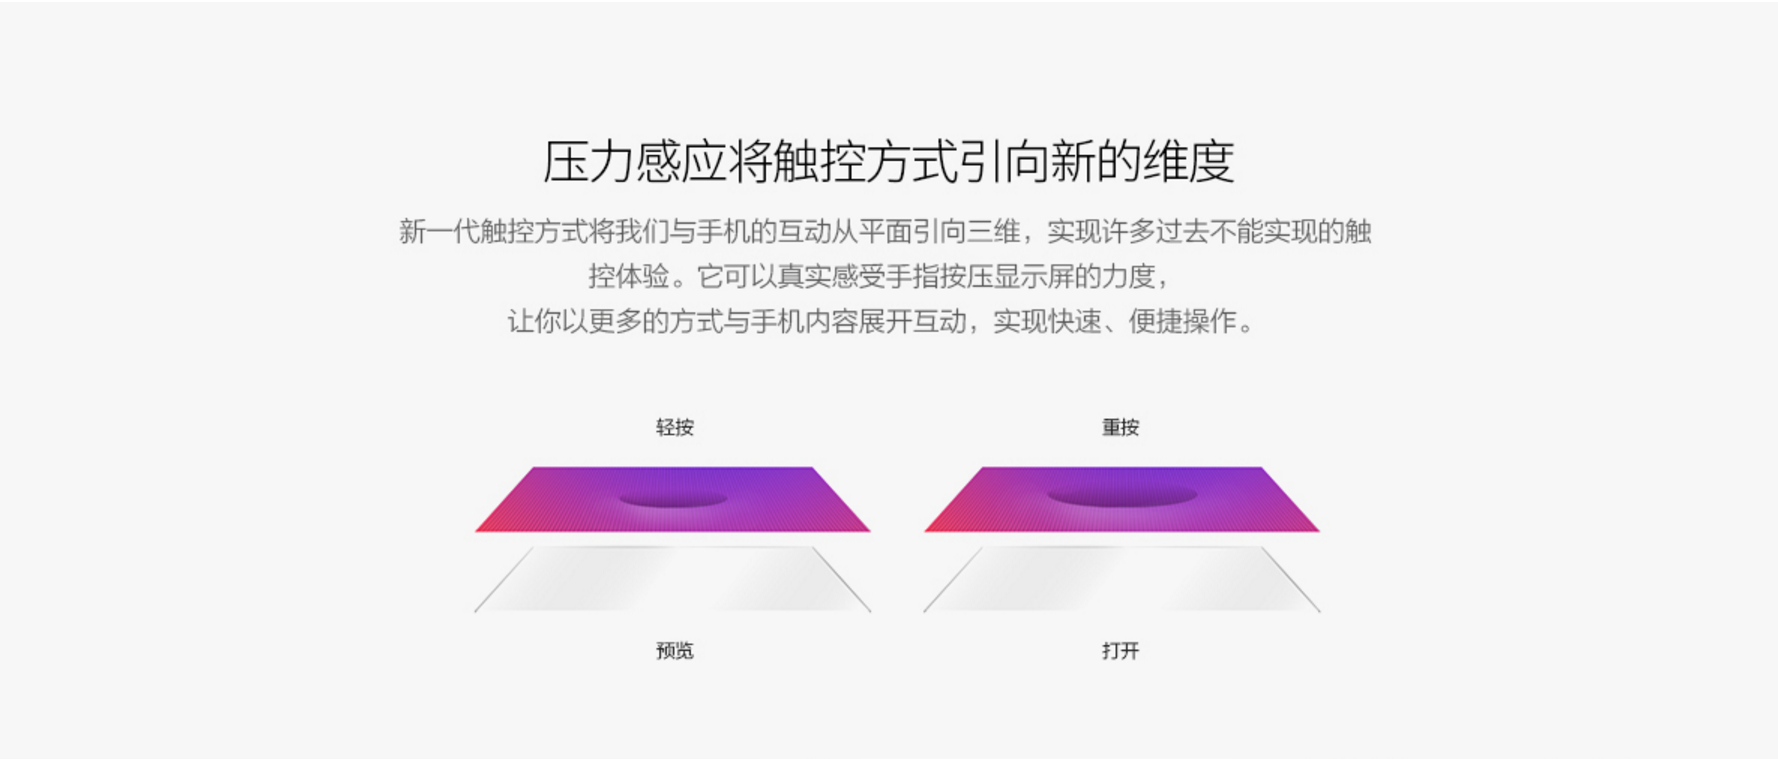 压力感应将触控方式引向新的维度
新一代触控方式将我们与手机的互动从平面引向三维，实现许多过去不能实现的触
控体验。它可以真实感受手指按压显示屏的力度，
让你以更多的方式与手机内容展开互动，实现快速、便捷操作。
轻按
重按
预览
打开